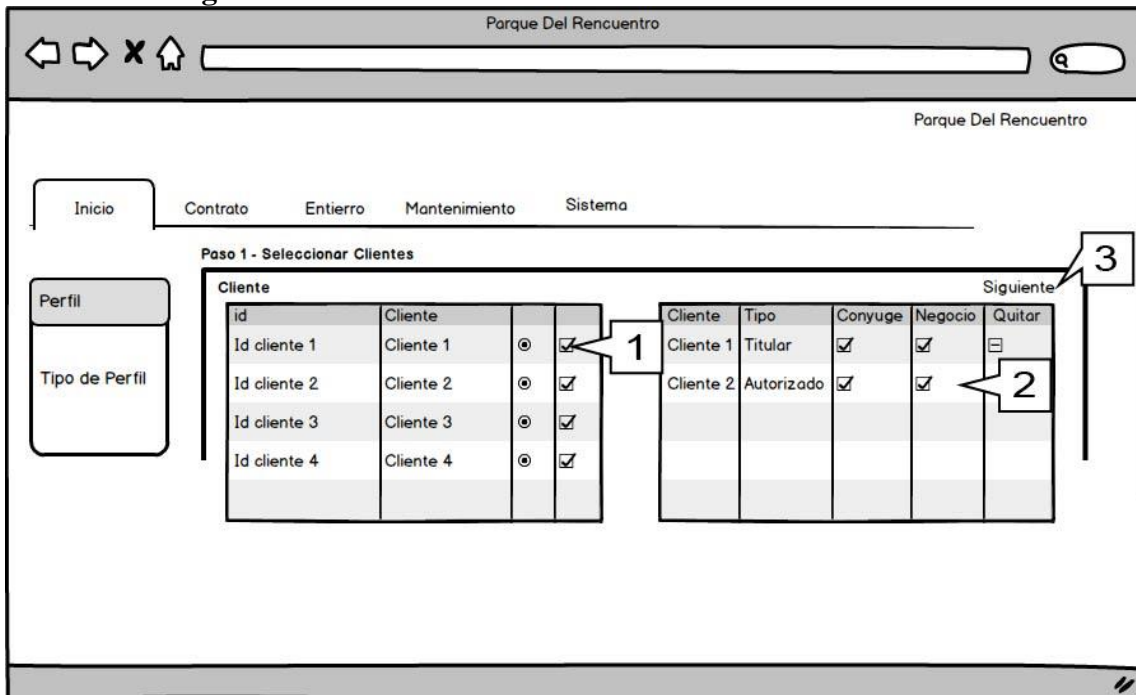 Parque Del Rencuentro
Parque Del Rencuentro
Inicio Contrato Entierro Mantenimiento Sistema
Paso 1 - Seleccionar Clientes
3
Perfil
Tipo de Perfil
Cliente
Siguiente
id Cliente
Id cliente 1 Cliente 1
Id cliente 2 Cliente 2
Id cliente 3 Cliente 3
Id cliente 4 Cliente 4
1
Cliente Tipo Conyuge Negocio Quitar
Cliente 1 Titular
Cliente 2 Autorizado
2